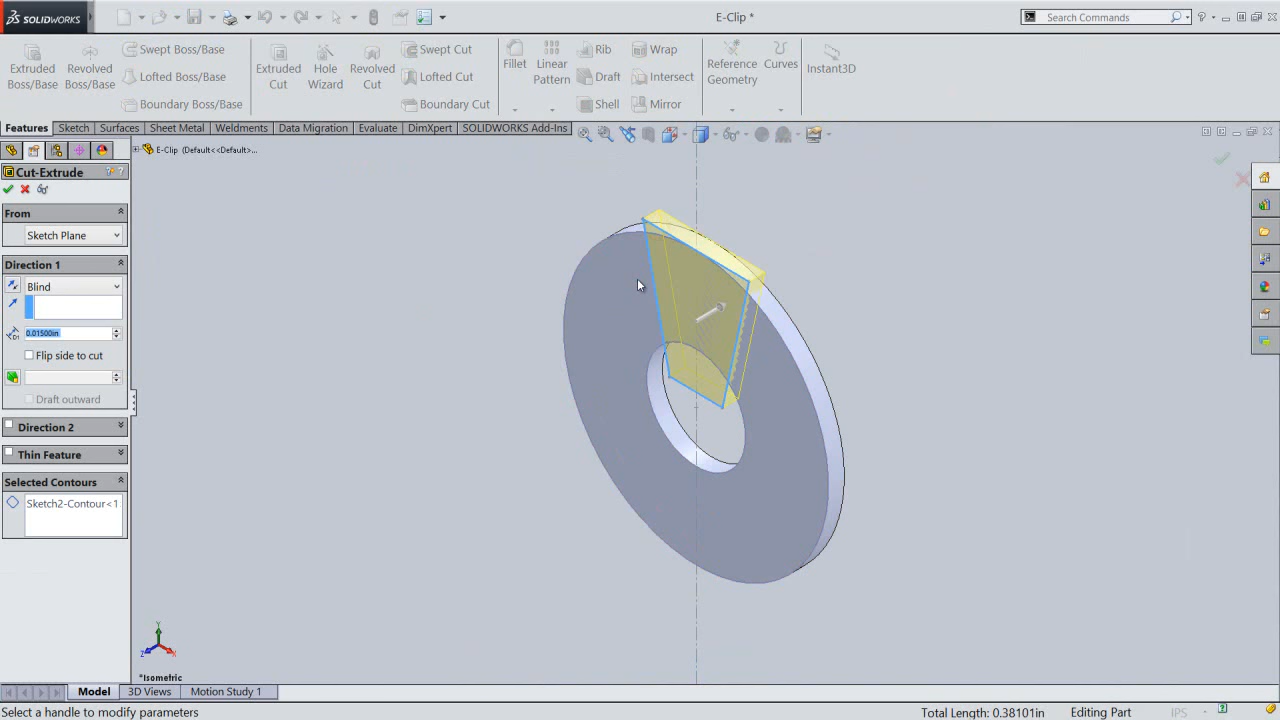 SOLIDWORKS
E-Clip *
Search Commands
Extruded Boss/Base
Revolved Boss/Base
Swept Boss/Base
Lofted Boss/Base
Boundary Boss/Base
Extruded Cut
Hole Wizard
Revolved Cut
Swept Cut
Lofted Cut
Boundary Cut
Fillet
Linear Pattern
Rib
Draft
Shell
Wrap
Intersect
Mirror
Reference Geometry
Curves
Instant3D
Features
Sketch
Surfaces
Sheet Metal
Weldments
Data Migration
Evaluate
DimXpert
SOLIDWORKS Add-Ins
E-Clip (Default<<Default>...
Cut-Extrude
From
Sketch Plane
Direction 1
Blind
D1
0.01500in
Flip side to cut
Draft outward
Direction 2
Thin Feature
Selected Contours
Sketch2-Contour<1
Y
Z
X
*Isometric
Model
3D Views
Motion Study 1
Select a handle to modify parameters
Total Length: 0.38101in
Editing Part
IPS